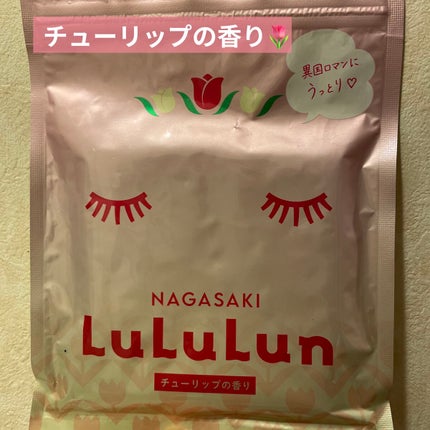 チューリップの香り🌷
異国ロマンに
うっとり♡
NAGASAKI
LuLuLun
チューリップの香り